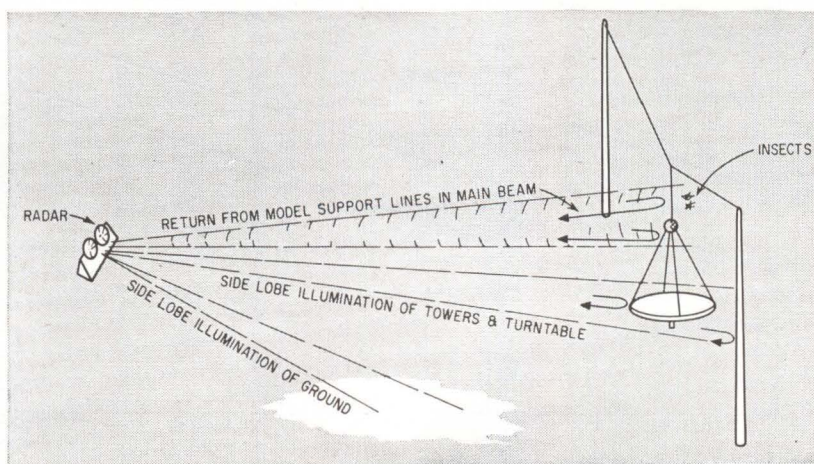 INSECTS
RADAR
RETURN FROM MODEL SUPPORT LINES IN MAIN BEAM
SIDE LOBE ILLUMINATION OF TOWERS & TURNTABLE
SIDE LOBE ILLUMINATION OF GROUND